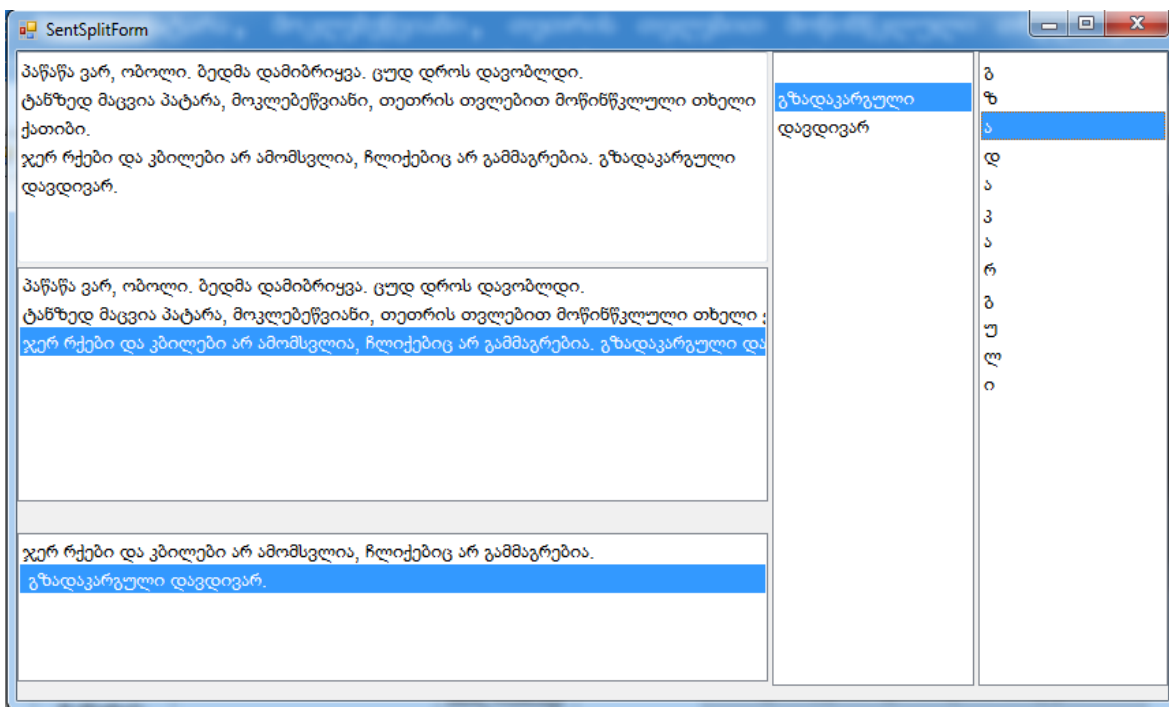 SentSplitForm
პაწაწა ვარ, ობოლი. ბედმა დამიბრიყვა. ცუდ დროს დავობლდი.
ტანზედ მაცვია პატარა, მოკლებეწვიანი, თეთრის თვლებით მოწინწკლული თხელი
ქათიბი.
ჯერ რქები და კბილები არ ამომსვლია, ჩლიქებიც არ გამმაგრებია. გზადაკარგული
დავდივარ.
პაწაწა ვარ, ობოლი. ბედმა დამიბრიყვა. ცუდ დროს დავობლდი.
ტანზედ მაცვია პატარა, მოკლებეწვიანი, თეთრის თვლებით მოწინწკლული თხელი
ჯერ რქები და კბილები არ ამომსვლია, ჩლიქებიც არ გამმაგრებია. გზადაკარგული და
ჯერ რქები და კბილები არ ამომსვლია, ჩლიქებიც არ გამმაგრებია.
გზადაკარგული დავდივარ.
გზადაკარგული
დავდივარ
გ
ზ
ა
დ
ა
კ
ა
რ
გ
უ
ლ
ი